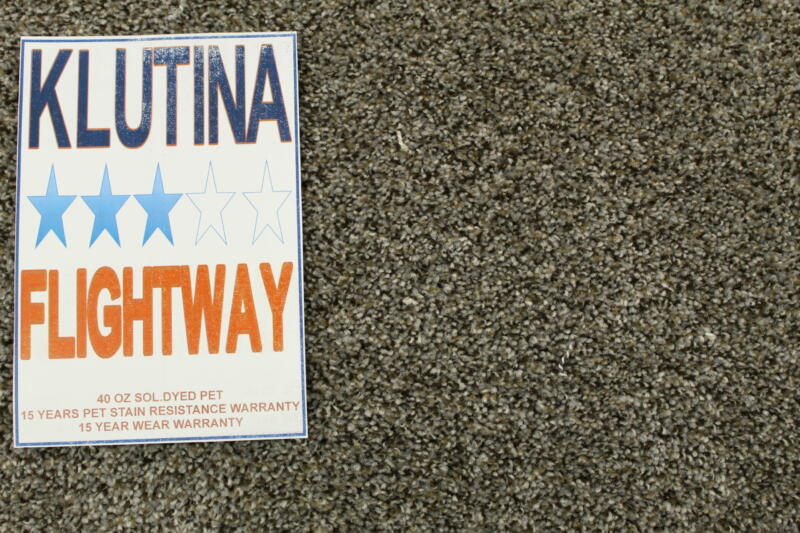 KLUTINA
FLIGHTWAY
40 OZ SOL.DYED PET
15 YEARS PET STAIN RESISTANCE WARRANTY
15 YEAR WEAR WARRANTY